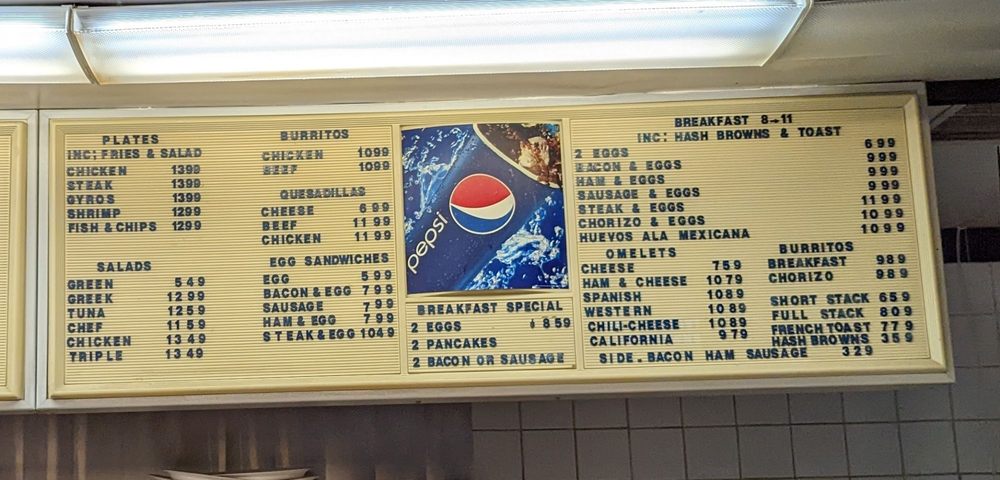 PLATES
INC: FRIES & SALAD
CHICKEN 1399
STEAK 1399
GYROS 1399
SHRIMP 1299
FISH & CHIPS 1299
SALADS
GREEN 549
GREEK 1299
TUNA 1259
CHEF 1159
CHICKEN 1349
TRIPLE 1349
BURRITOS
CHICKEN 1099
BEEF 1099
QUESADILLAS
CHEESE 699
BEEF 1199
CHICKEN 1199
EGG SANDWICHES
EGG 599
BACON & EGG 799
SAUSAGE 799
HAM & EGG 799
STEAK & EGG 1049
pepsi
BREAKFAST SPECIAL
2 EGGS $ 859
2 PANCAKES
2 BACON OR SAUSAGE
BREAKFAST 8-11
INC: HASH BROWNS & TOAST
2 EGGS 699
BACON & EGGS 999
HAM & EGGS 999
SAUSAGE & EGGS 999
STEAK & EGGS 1199
CHORIZO & EGGS 1099
HUEVOS ALA MEXICANA 1099
OMELETS
CHEESE 759
HAM & CHEESE 1079
SPANISH 1089
WESTERN 1089
CHILI-CHEESE 1089
CALIFORNIA 979
BURRITOS
BREAKFAST 989
CHORIZO 989
SHORT STACK 659
FULL STACK 809
FRENCH TOAST 779
HASH BROWNS 359
SIDE. BACON HAM SAUSAGE 329